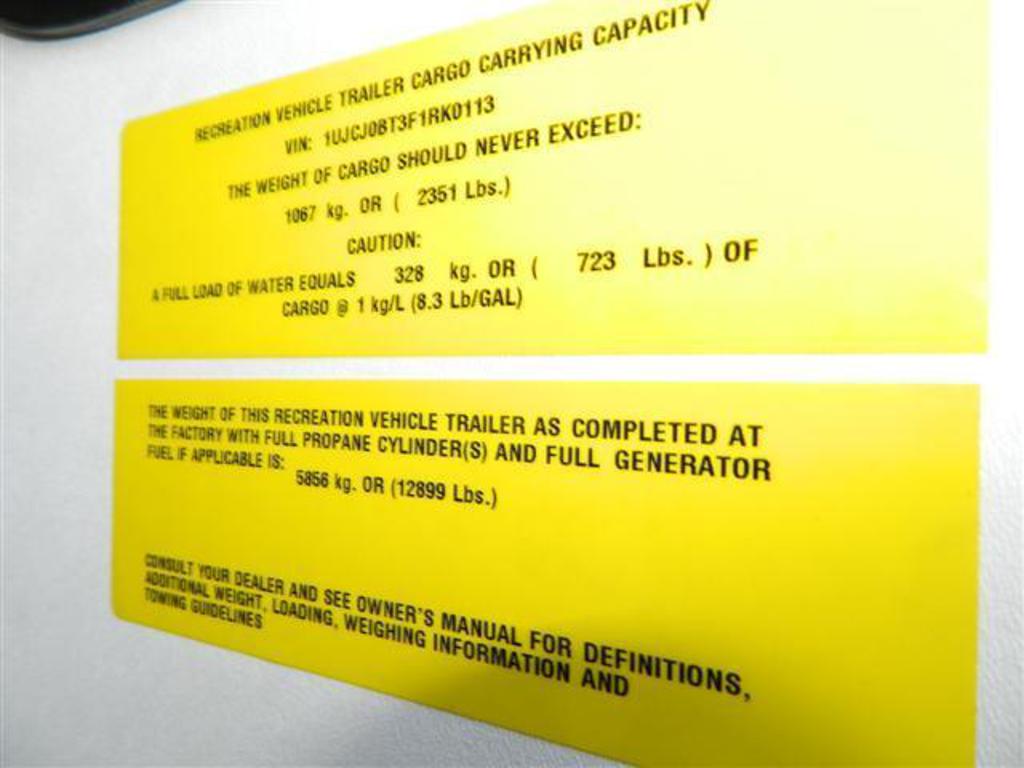 RECREATION VEHICLE TRAILER CARGO CARRYING CAPACITY
VIN: 1UJCJ0BT3F1RK0113
THE WEIGHT OF CARGO SHOULD NEVER EXCEED:
1067 kg. OR ( 2351 Lbs.)
CAUTION:
A FULL LOAD OF WATER EQUALS 328 kg. OR ( 723 Lbs. ) OF
CARGO @ 1 kg/L (8.3 Lb/GAL)
THE WEIGHT OF THIS RECREATION VEHICLE TRAILER AS COMPLETED AT
THE FACTORY WITH FULL PROPANE CYLINDER(S) AND FULL GENERATOR
FUEL IF APPLICABLE IS:
5856 kg. OR (12899 Lbs.)
CONSULT YOUR DEALER AND SEE OWNER'S MANUAL FOR DEFINITIONS,
ADDITIONAL WEIGHT, LOADING, WEIGHING INFORMATION AND
TOWING GUIDELINES